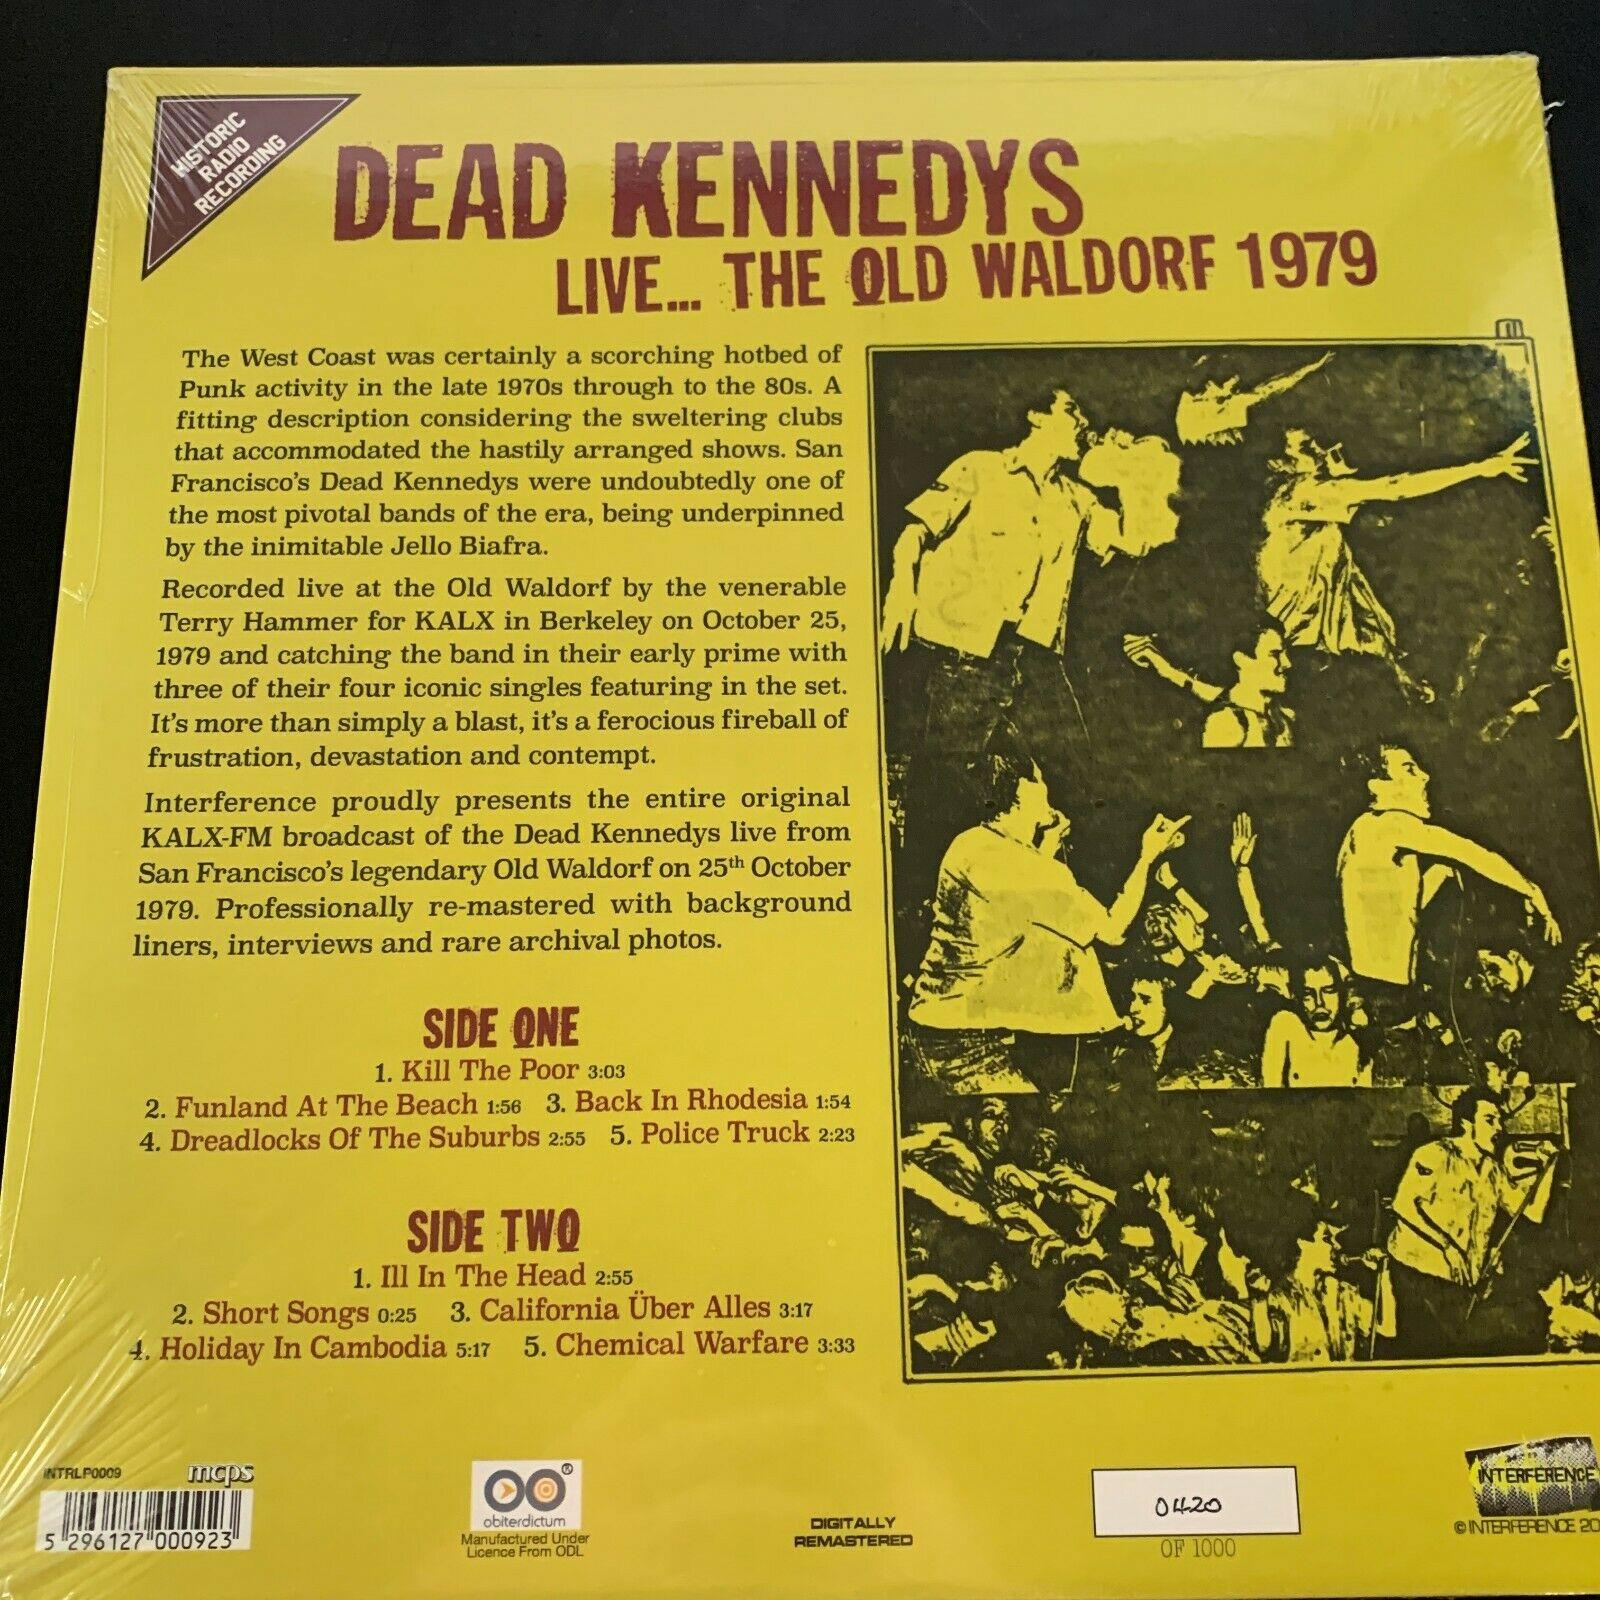 HISTORIC
RADIO
RECORDING
DEAD KENNEDYS
LIVE... THE OLD WALDORF 1979
The West Coast was certainly a scorching hotbed of
Punk activity in the late 1970s through to the 80s. A
fitting description considering the sweltering clubs
that accommodated the hastily arranged shows. San
Francisco's Dead Kennedys were undoubtedly one of
the most pivotal bands of the era, being underpinned
by the inimitable Jello Biafra.
Recorded live at the Old Waldorf by the venerable
Terry Hammer for KALX in Berkeley on October 25,
1979 and catching the band in their early prime with
three of their four iconic singles featuring in the set.
It's more than simply a blast, it's a ferocious fireball of
frustration, devastation and contempt.
Interference proudly presents the entire original
KALX-FM broadcast of the Dead Kennedys live from
San Francisco's legendary Old Waldorf on 25th October
1979. Professionally re-mastered with background
liners, interviews and rare archival photos.
SIDE ONE
1. Kill The Poor 3:03
2. Funland At The Beach 1:56 3. Back In Rhodesia 1:54
4. Dreadlocks Of The Suburbs 2:55 5. Police Truck 2:23
SIDE TWO
1. Ill In The Head 2:55
2. Short Songs 0:25 3. California Über Alles 3:17
4. Holiday In Cambodia 5:17 5. Chemical Warfare 3:33
INTRLP0009 mcps
5 296127 000923
®
obiterdictum
Manufactured Under
Licence From ODL
DIGITALLY
REMASTERED
0420
OF 1000
INTERFERENCE
© INTERFERENCE 20